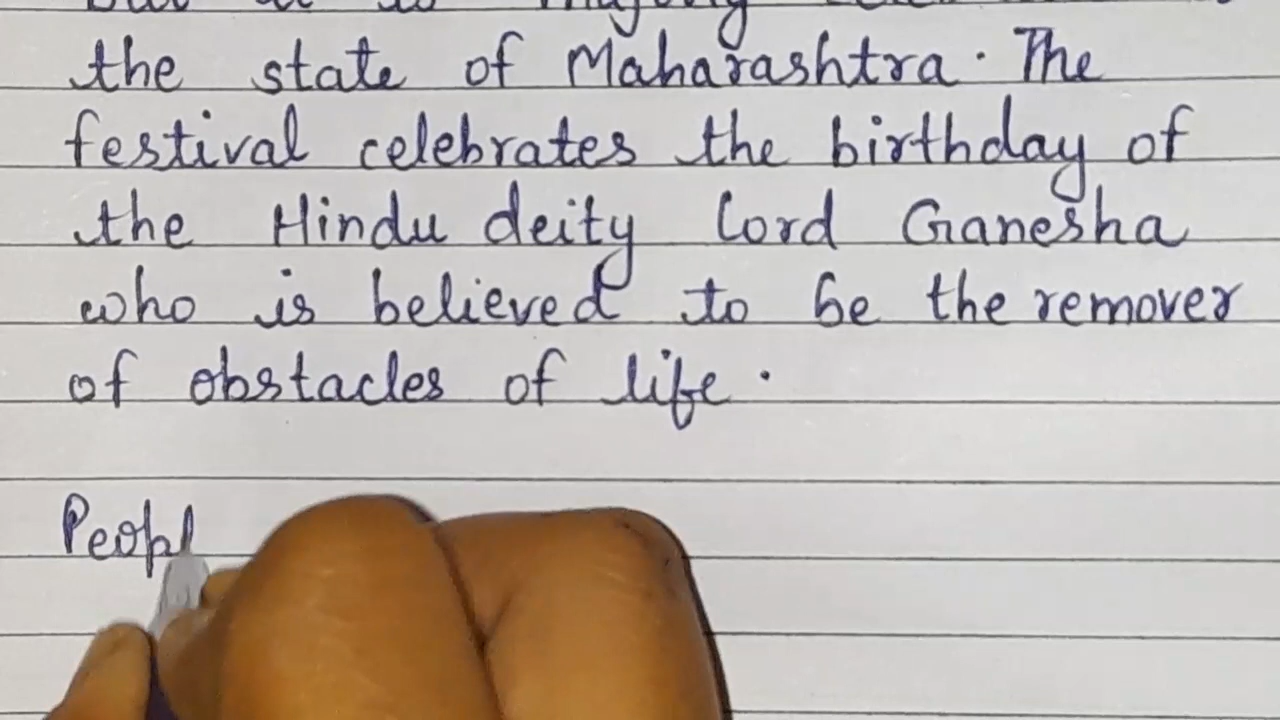 the state of Maharashtra. The
festival celebrates the birthday of
the Hindu deity Lord Ganesha
who is believed to be the remover
of obstacles of life.
Peopl